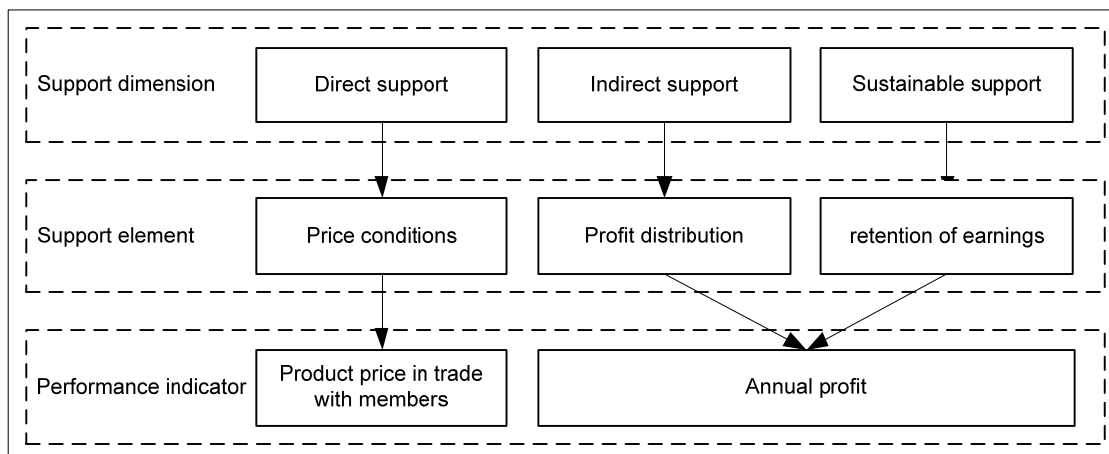 Support dimension
Direct support
Indirect support
Sustainable support
Support element
Price conditions
Profit distribution
retention of earnings
Performance indicator
Product price in trade
with members
Annual profit